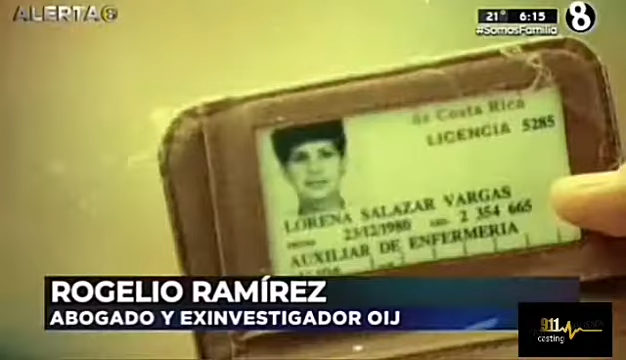 ALERTA 8
21° 6:15
#SomosFamilia
8
de Costa Rica
LICENCIA 5285
LORENA SALAZAR VARGAS
23/12/1980 2 354 665
AUXILIAR DE ENFERMERIA
ROGELIO RAMÍREZ
ABOGADO Y EXINVESTIGADOR OIJ
911
casting